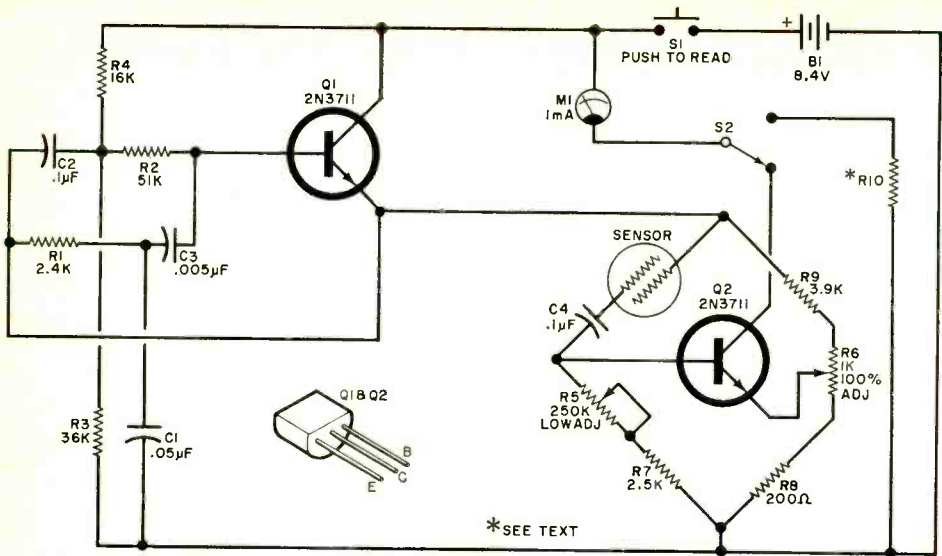 R4
16K
Q1
2N3711
S1
PUSH TO READ
+
B1
8.4V
M1
1mA
S2
*R10
C2
.1µF
R2
51K
R1
2.4K
C3
.005µF
SENSOR
R9
3.9K
C4
.1µF
Q2
2N3711
R6
1K
100%
ADJ
R5
250K
LOW ADJ
R3
36K
C1
.05µF
Q1&Q2
B
C
E
R7
2.5K
R8
200Ω
*SEE TEXT